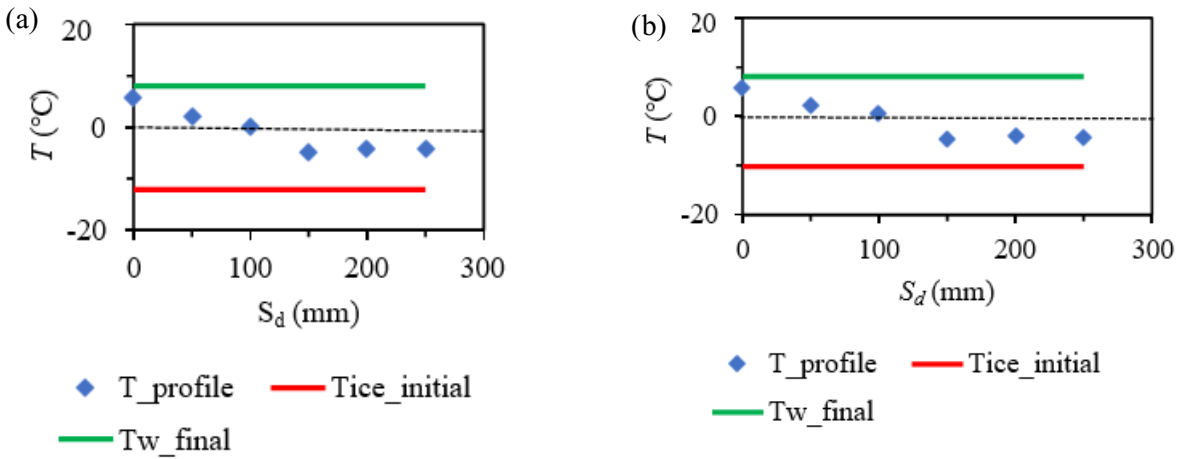 (a)
20
0
-20
T (°C)
0 100 200 300
S_d (mm)
T_profile Tice_initial
Tw_final
(b)
20
0
-20
T (°C)
0 100 200 300
S_d (mm)
T_profile Tice_initial
Tw_final